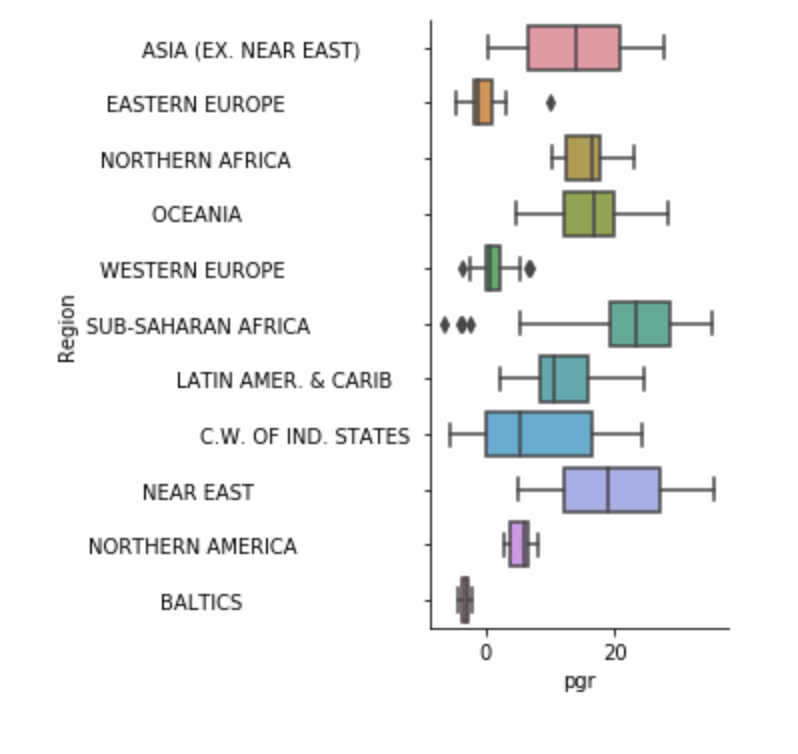 ASIA (EX. NEAR EAST)
EASTERN EUROPE
NORTHERN AFRICA
OCEANIA
WESTERN EUROPE
Region
SUB-SAHARAN AFRICA
LATIN AMER. & CARIB
C.W. OF IND. STATES
NEAR EAST
NORTHERN AMERICA
BALTICS
0 20
pgr